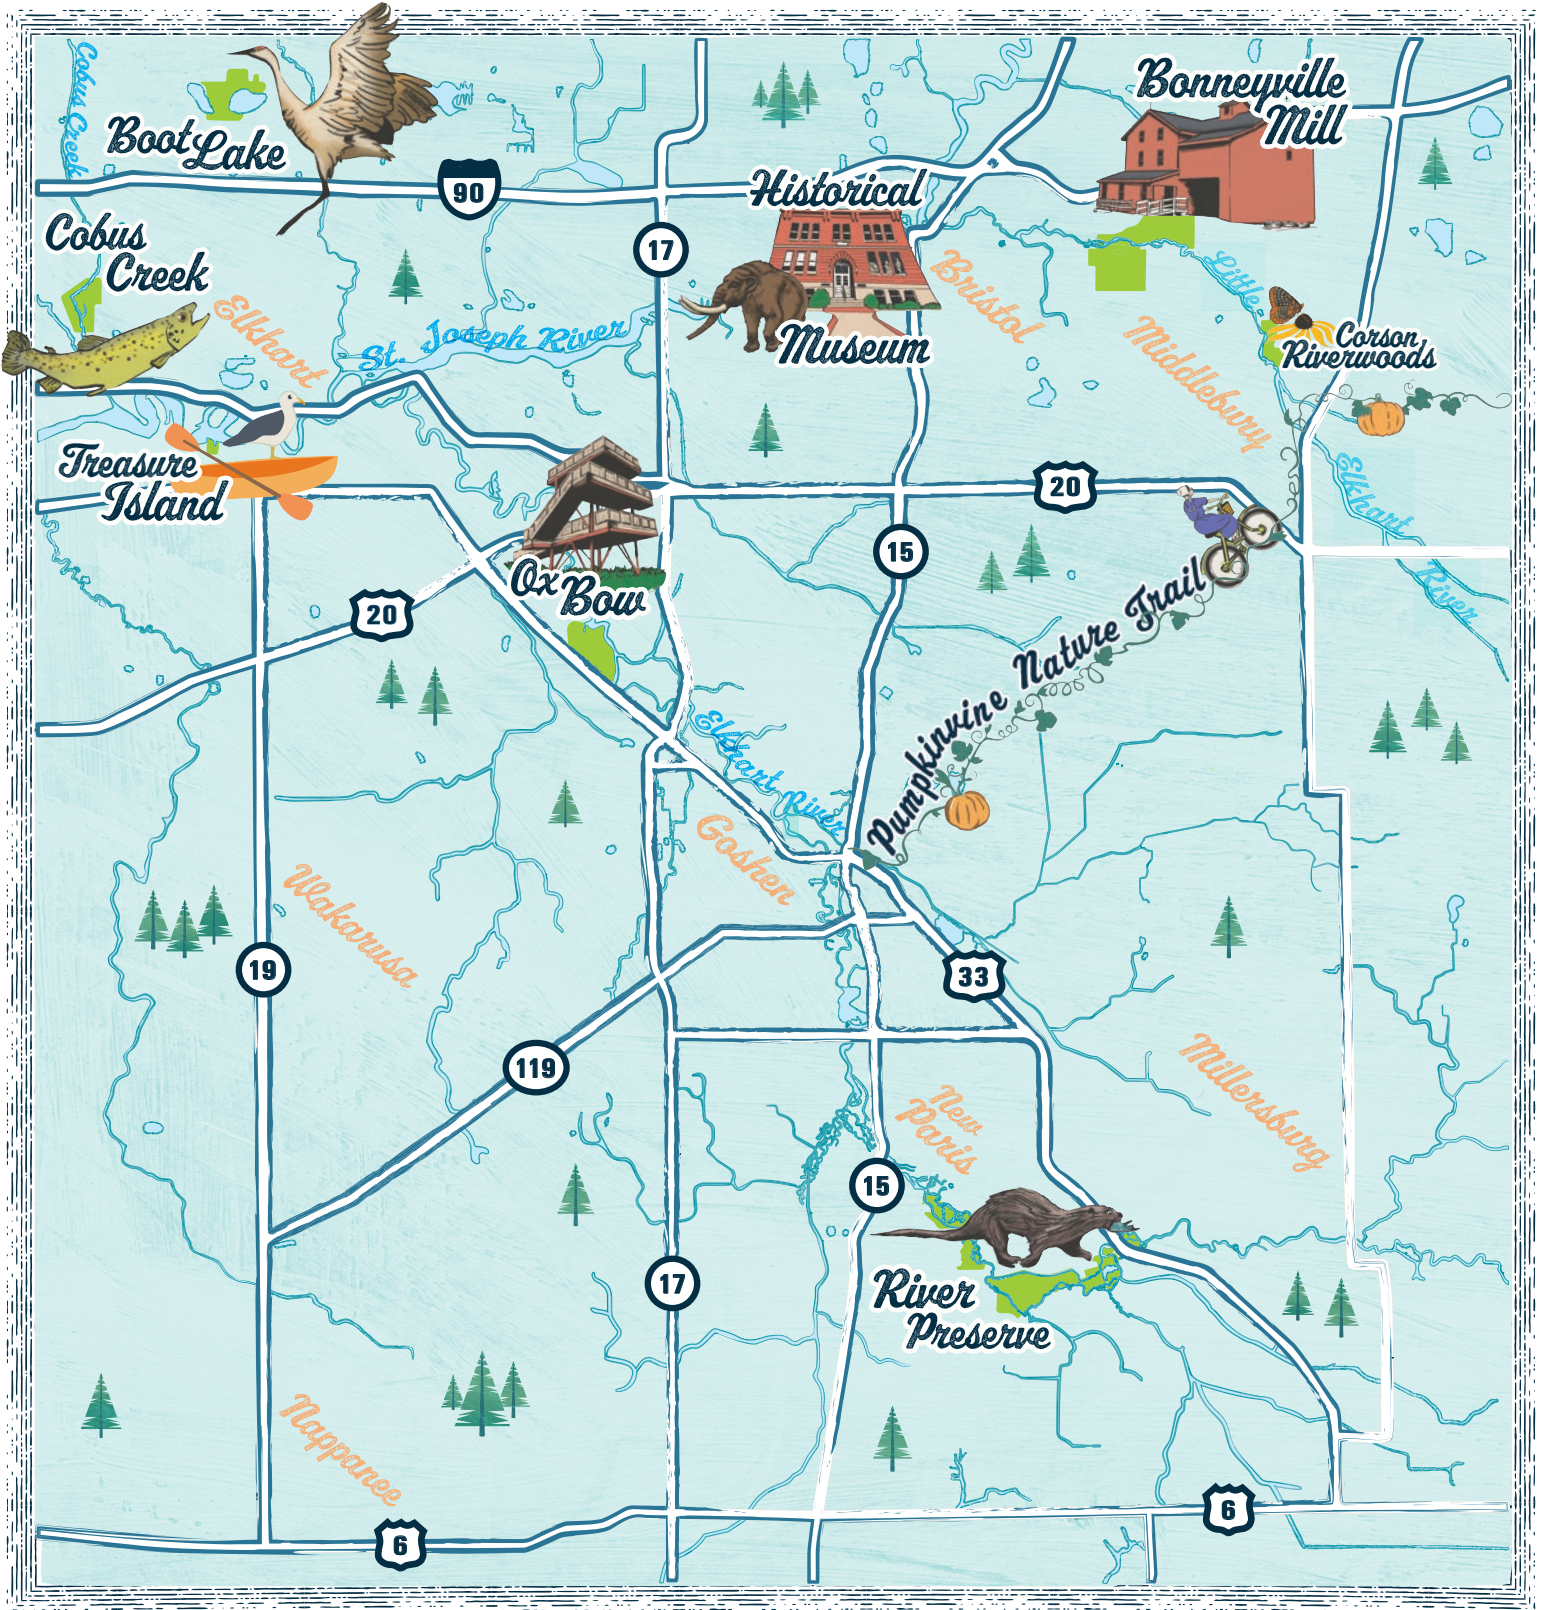 Cobus Creek
Boot Lake
90
Bonneyville
Mill
Historical
Museum
17
Cobus
Creek
Elkhart
St. Joseph River
Bristol
Middlebury
Little
Elkhart
River
Corson
Riverwoods
Treasure
Island
20
15
Ox Bow
20
Pumpkinvine Nature Trail
Elkhart River
Goshen
Wakarusa
19
33
119
Millersburg
New
Paris
15
17
River
Preserve
Nappanee
6
6